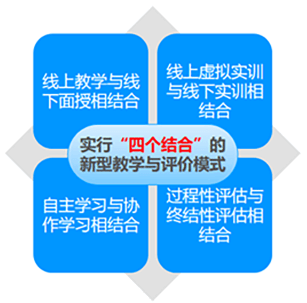 线上教学与线
下面授相结合
线上虚拟实训
与线下实训相
结合
实行“四个结合”的
新型教学与评价模式
自主学习与协
作学习相结合
过程性评估与
终结性评估相
结合